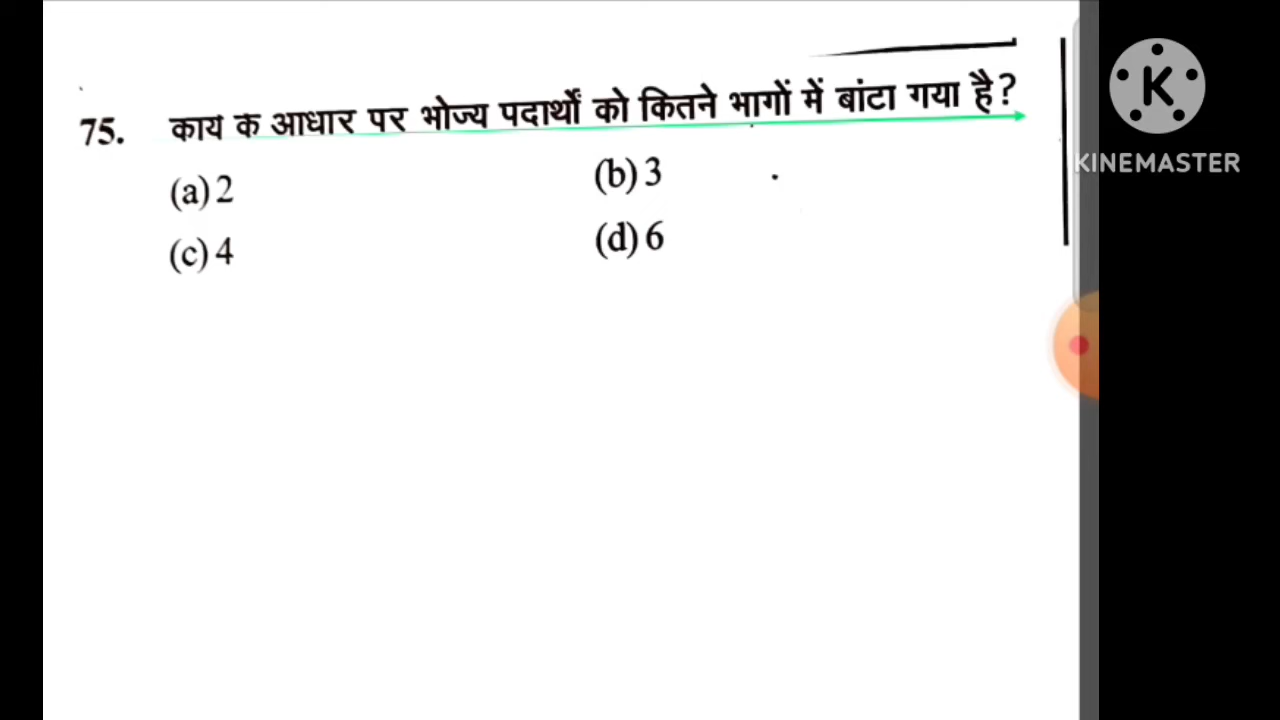 75. कार्य क आधार पर भोज्य पदार्थों को कितने भागों में बांटा गया है?
(a) 2 (b) 3
(c) 4 (d) 6
K
KINEMASTER